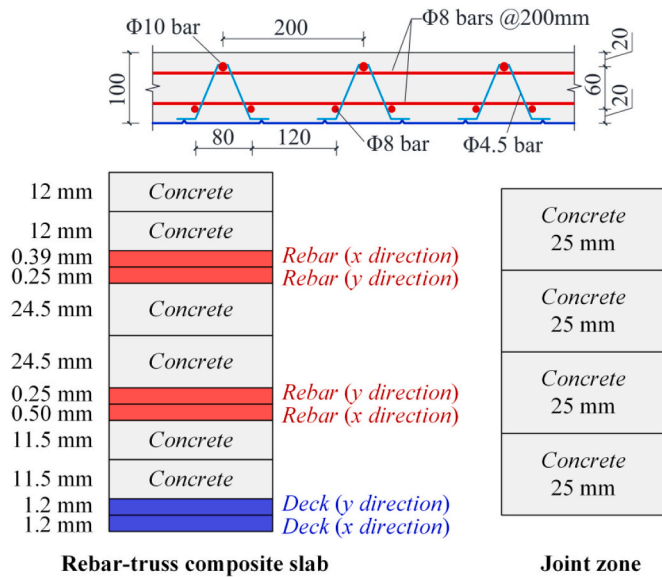 Φ10 bar
200
Φ8 bars @200mm
20
100
60
20
80
120
Φ8 bar
Φ4.5 bar
12 mm
Concrete
12 mm
Concrete
0.39 mm
Rebar (x direction)
0.25 mm
Rebar (y direction)
24.5 mm
Concrete
24.5 mm
Concrete
0.25 mm
Rebar (y direction)
0.50 mm
Rebar (x direction)
11.5 mm
Concrete
11.5 mm
Concrete
1.2 mm
Deck (y direction)
1.2 mm
Deck (x direction)
Rebar-truss composite slab
Concrete
25 mm
Concrete
25 mm
Concrete
25 mm
Concrete
25 mm
Joint zone